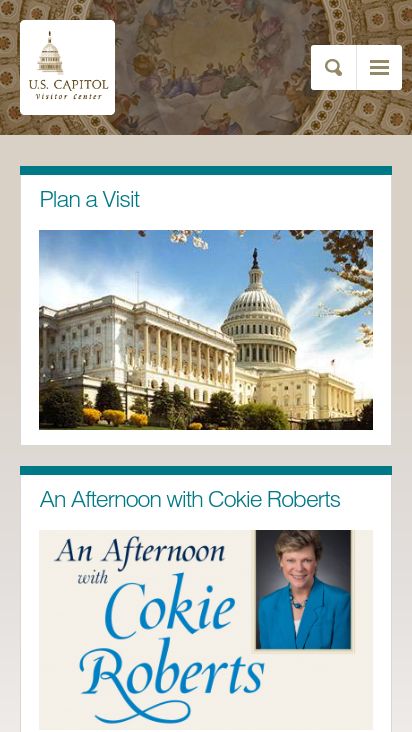 U.S. CAPITOL
Visitor Center
Plan a Visit
An Afternoon with Cokie Roberts
An Afternoon
with
Cokie
Roberts